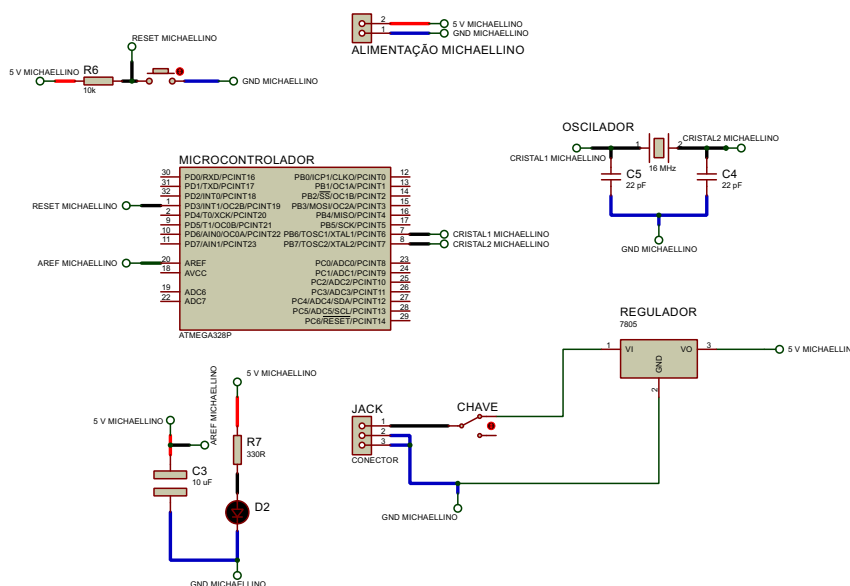 RESET MICHAELLINO
5 V MICHAELLINO
R6
10k
GND MICHAELLINO
2
1
5 V MICHAELLINO
GND MICHAELLINO
ALIMENTAÇÃO MICHAELLINO
OSCILADOR
CRISTAL1 MICHAELLINO
1
2
CRISTAL2 MICHAELLINO
16 MHz
C5
22 pF
C4
22 pF
GND MICHAELLINO
MICROCONTROLADOR
30 PD0/RXD/PCINT16 PB0/ICP1/CLKO/PCINT0 12
31 PD1/TXD/PCINT17 PB1/OC1A/PCINT1 13
32 PD2/INT0/PCINT18 PB2/SS/OC1B/PCINT2 14
RESET MICHAELLINO 1 PD3/INT1/OC2B/PCINT19 PB3/MOSI/OC2A/PCINT3 15
2 PD4/T0/XCK/PCINT20 PB4/MISO/PCINT4 16
9 PD5/T1/OC0B/PCINT21 PB5/SCK/PCINT5 17
10 PD6/AIN0/OC0A/PCINT22 PB6/TOSC1/XTAL1/PCINT6 7 CRISTAL1 MICHAELLINO
11 PD7/AIN1/PCINT23 PB7/TOSC2/XTAL2/PCINT7 8 CRISTAL2 MICHAELLINO
AREF MICHAELLINO 20 AREF PC0/ADC0/PCINT8 23
18 AVCC PC1/ADC1/PCINT9 24
PC2/ADC2/PCINT10 25
19 ADC6 PC3/ADC3/PCINT11 26
22 ADC7 PC4/ADC4/SDA/PCINT12 27
PC5/ADC5/SCL/PCINT13 28
PC6/RESET/PCINT14 29
ATMEGA328P
REGULADOR
7805
1 VI VO 3
GND
2
5 V MICHAELLIN
JACK
1
2
3
CONECTOR
CHAVE
GND MICHAELLINO
5 V MICHAELLINO
AREF MICHAELLINO
C3
10 uF
5 V MICHAELLINO
R7
330R
D2
GND MICHAELLINO